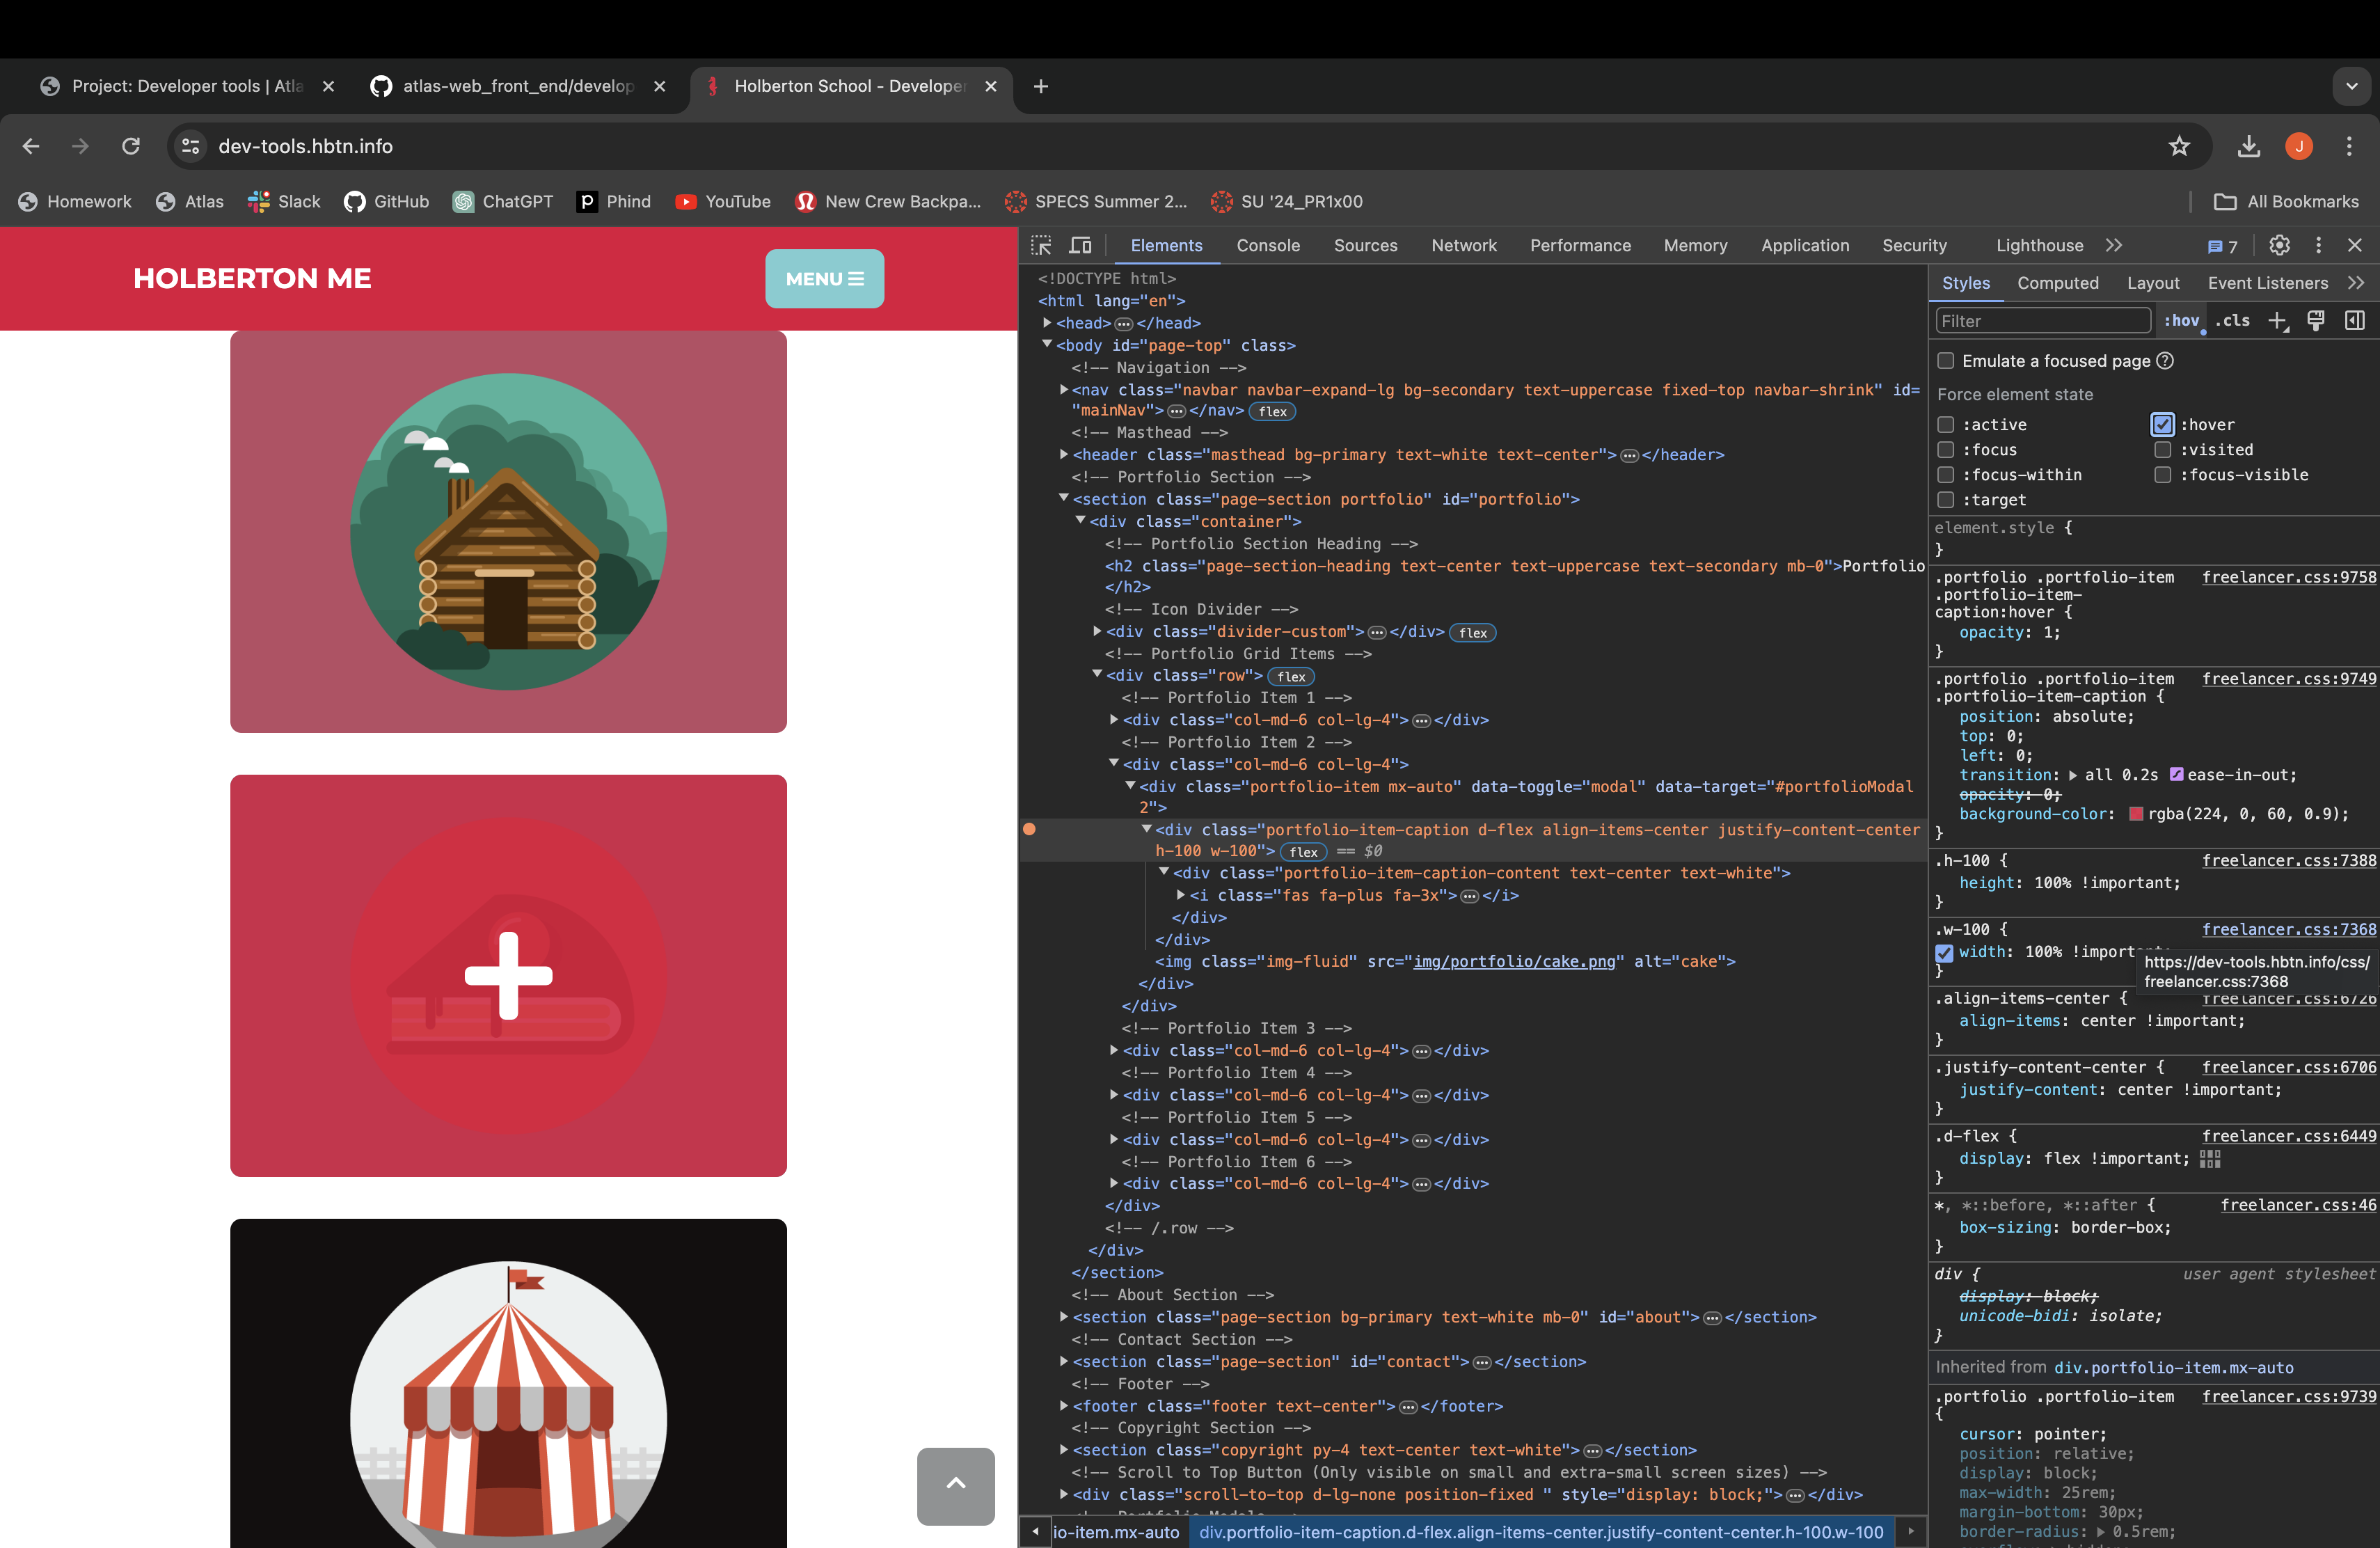 Project: Developer tools | Atla
atlas-web_front_end/develop
Holberton School - Developer
dev-tools.hbtn.info
J
Homework
Atlas
Slack
GitHub
ChatGPT
Phind
YouTube
New Crew Backpa...
SPECS Summer 2...
SU '24_PR1x00
All Bookmarks
HOLBERTON ME
MENU
Elements
Console
Sources
Network
Performance
Memory
Application
Security
Lighthouse
7
<!DOCTYPE html>
<html lang="en">
<head> ••• </head>
<body id="page-top" class>
<!-- Navigation -->
<nav class="navbar navbar-expand-lg bg-secondary text-uppercase fixed-top navbar-shrink" id=
"mainNav"> ••• </nav> flex
<!-- Masthead -->
<header class="masthead bg-primary text-white text-center"> ••• </header>
<!-- Portfolio Section -->
<section class="page-section portfolio" id="portfolio">
<div class="container">
<!-- Portfolio Section Heading -->
<h2 class="page-section-heading text-center text-uppercase text-secondary mb-0">Portfolio
</h2>
<!-- Icon Divider -->
<div class="divider-custom"> ••• </div> flex
<!-- Portfolio Grid Items -->
<div class="row"> flex
<!-- Portfolio Item 1 -->
<div class="col-md-6 col-lg-4"> ••• </div>
<!-- Portfolio Item 2 -->
<div class="col-md-6 col-lg-4">
<div class="portfolio-item mx-auto" data-toggle="modal" data-target="#portfolioModal
2">
<div class="portfolio-item-caption d-flex align-items-center justify-content-center
h-100 w-100"> flex == $0
<div class="portfolio-item-caption-content text-center text-white">
<i class="fas fa-plus fa-3x"> ••• </i>
</div>
</div>
<img class="img-fluid" src="img/portfolio/cake.png" alt="cake">
</div>
</div>
<!-- Portfolio Item 3 -->
<div class="col-md-6 col-lg-4"> ••• </div>
<!-- Portfolio Item 4 -->
<div class="col-md-6 col-lg-4"> ••• </div>
<!-- Portfolio Item 5 -->
<div class="col-md-6 col-lg-4"> ••• </div>
<!-- Portfolio Item 6 -->
<div class="col-md-6 col-lg-4"> ••• </div>
</div>
<!-- /.row -->
</div>
</section>
<!-- About Section -->
<section class="page-section bg-primary text-white mb-0" id="about"> ••• </section>
<!-- Contact Section -->
<section class="page-section" id="contact"> ••• </section>
<!-- Footer -->
<footer class="footer text-center"> ••• </footer>
<!-- Copyright Section -->
<section class="copyright py-4 text-center text-white"> ••• </section>
<!-- Scroll to Top Button (Only visible on small and extra-small screen sizes) -->
<div class="scroll-to-top d-lg-none position-fixed " style="display: block;"> ••• </div>
io-item.mx-auto
div.portfolio-item-caption.d-flex.align-items-center.justify-content-center.h-100.w-100
Styles
Computed
Layout
Event Listeners
Filter
:hov
.cls
Emulate a focused page
Force element state
:active
:hover
:focus
:visited
:focus-within
:focus-visible
:target
element.style {
}
.portfolio .portfolio-item freelancer.css:9758
.portfolio-item-
caption:hover {
opacity: 1;
}
.portfolio .portfolio-item freelancer.css:9749
.portfolio-item-caption {
position: absolute;
top: 0;
left: 0;
transition: all 0.2s ease-in-out;
opacity: 0;
background-color: rgba(224, 0, 60, 0.9);
}
.h-100 { freelancer.css:7388
height: 100% !important;
}
.w-100 { freelancer.css:7368
width: 100% !important;
}
https://dev-tools.hbtn.info/css/
freelancer.css:7368
.align-items-center { freelancer.css:6726
align-items: center !important;
}
.justify-content-center { freelancer.css:6706
justify-content: center !important;
}
.d-flex { freelancer.css:6449
display: flex !important;
}
*, *::before, *::after { freelancer.css:46
box-sizing: border-box;
}
div { user agent stylesheet
display: block;
unicode-bidi: isolate;
}
Inherited from div.portfolio-item.mx-auto
.portfolio .portfolio-item freelancer.css:9739
{
cursor: pointer;
position: relative;
display: block;
max-width: 25rem;
margin-bottom: 30px;
border-radius: 0.5rem;